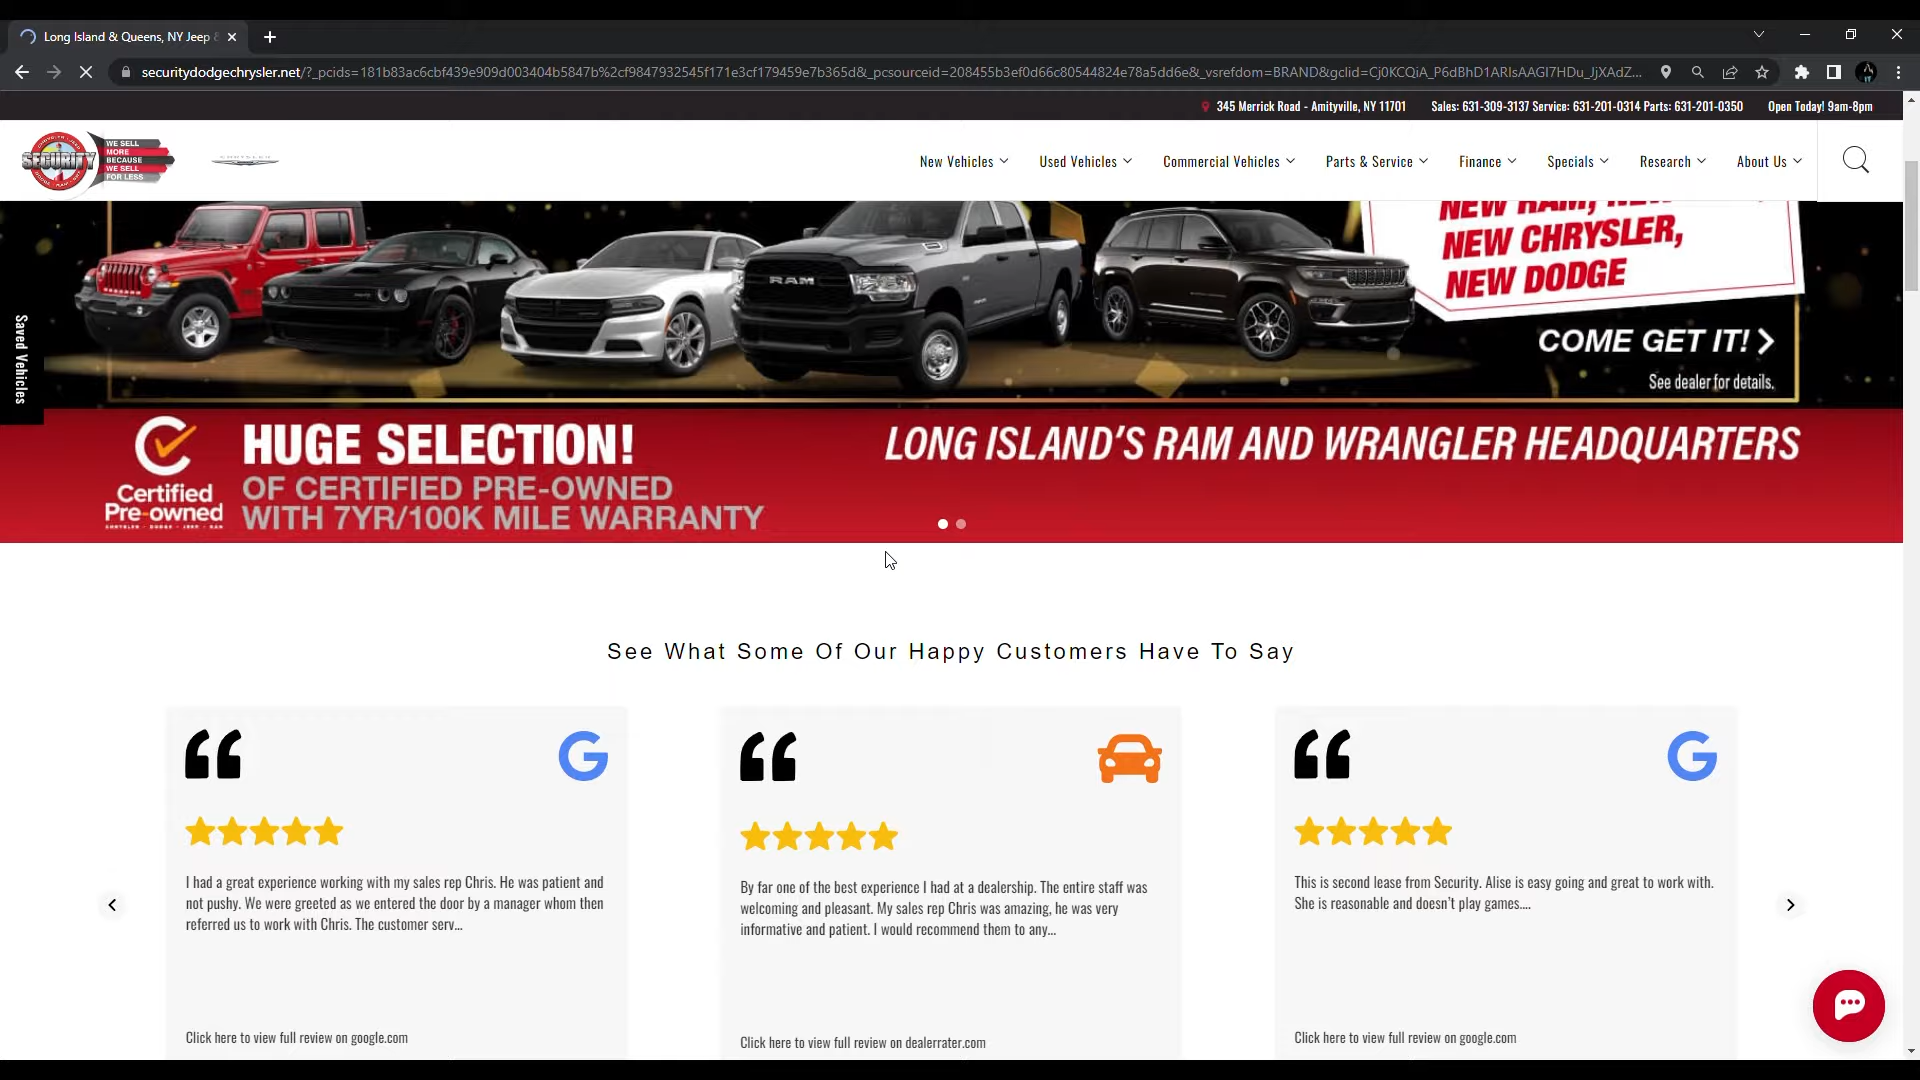 Long Island & Queens, NY Jeep &
securitydodgechrysler.net/?_pcids=181b83ac6cbf439e909d003404b5847b%2cf9847932545f171e3cf179459e7b365d&_pcsourceid=208455b3ef0d66c80544824e78a5dd6e&_vsrefdom=BRAND&gclid=Cj0KCQiA_P6dBhD1ARIsAAGI7HDu_JjXAdZ...
345 Merrick Road - Amityville, NY 11701 Sales: 631-309-3137 Service: 631-201-0314 Parts: 631-201-0350 Open Today! 9am-8pm
SECURITY
WE SELL
MORE
BECAUSE
WE SELL
FOR LESS
CHRYSLER
New Vehicles Used Vehicles Commercial Vehicles Parts & Service Finance Specials Research About Us
NEW RAM,
NEW CHRYSLER,
NEW DODGE
RAM
COME GET IT!
See dealer for details.
Saved Vehicles
Certified
Pre-owned
HUGE SELECTION!
OF CERTIFIED PRE-OWNED
WITH 7YR/100K MILE WARRANTY
LONG ISLAND'S RAM AND WRANGLER HEADQUARTERS
See What Some Of Our Happy Customers Have To Say
I had a great experience working with my sales rep Chris. He was patient and
not pushy. We were greeted as we entered the door by a manager whom then
referred us to work with Chris. The customer serv...
Click here to view full review on google.com
By far one of the best experience I had at a dealership. The entire staff was
welcoming and pleasant. My sales rep Chris was amazing, he was very
informative and patient. I would recommend them to any...
Click here to view full review on dealerrater.com
This is second lease from Security. Alise is easy going and great to work with.
She is reasonable and doesn't play games....
Click here to view full review on google.com